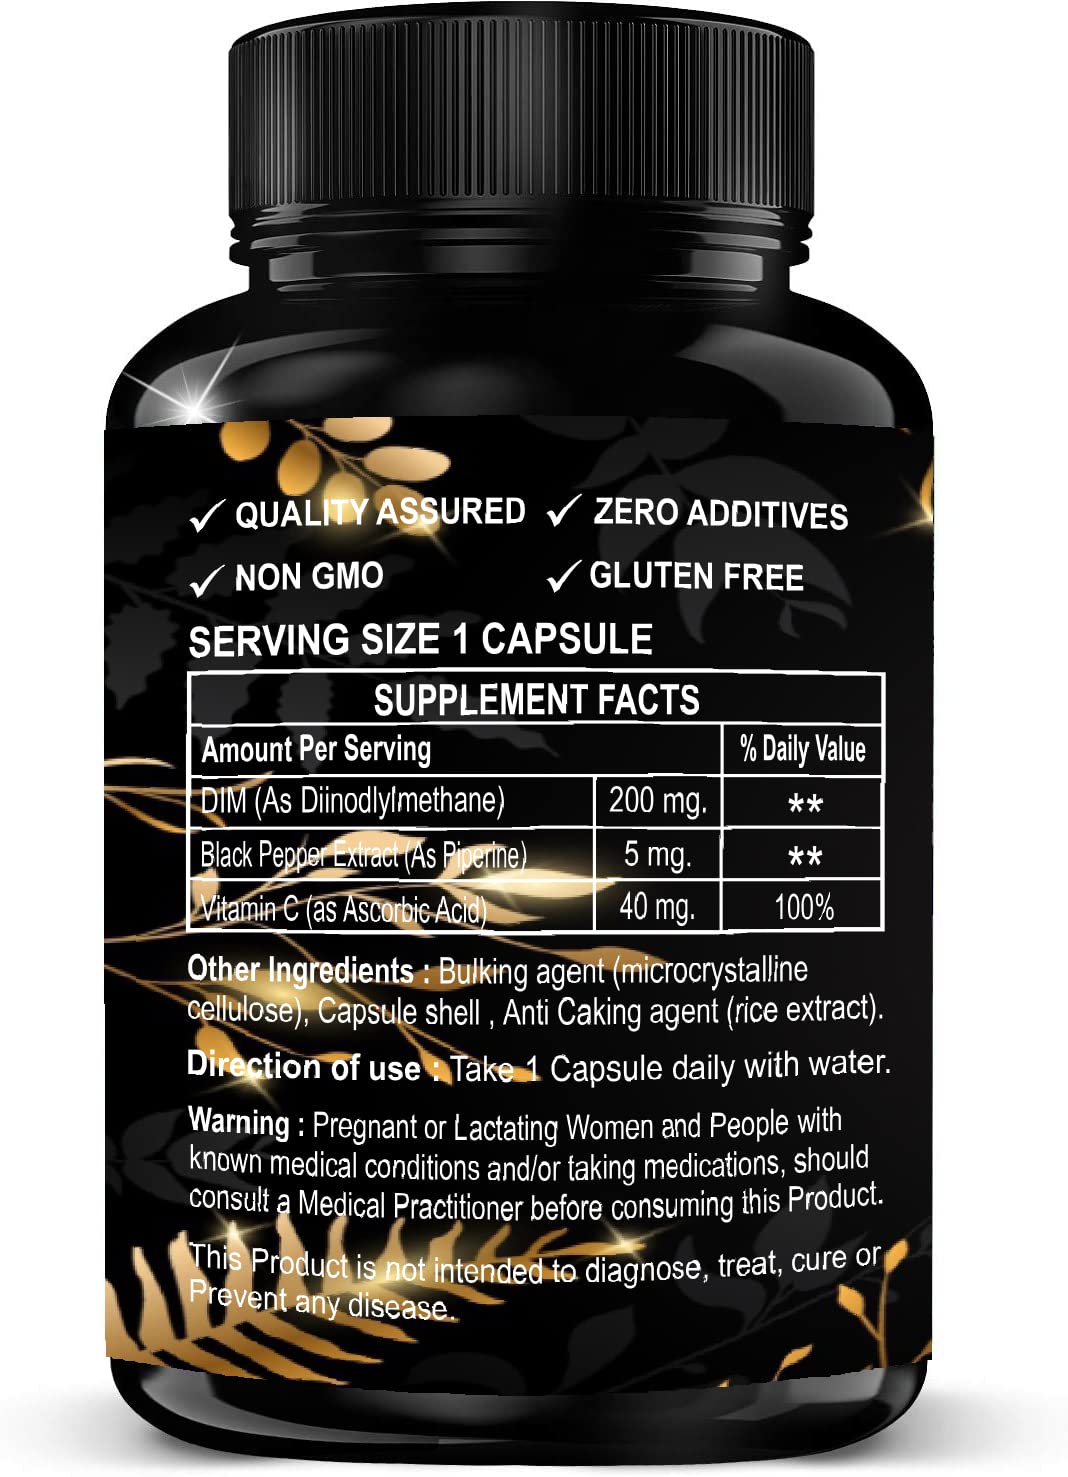 ✓ QUALITY ASSURED ✓ ZERO ADDITIVES
✓ NON GMO ✓ GLUTEN FREE
SERVING SIZE 1 CAPSULE
SUPPLEMENT FACTS
Amount Per Serving % Daily Value
DIM (As Diinodlylmethane) 200 mg. **
Black Pepper Extract (As Piperine) 5 mg. **
Vitamin C (as Ascorbic Acid) 40 mg. 100%
Other Ingredients : Bulking agent (microcrystalline
cellulose), Capsule shell , Anti Caking agent (rice extract).
Direction of use : Take 1 Capsule daily with water.
Warning : Pregnant or Lactating Women and People with
known medical conditions and/or taking medications, should
consult a Medical Practitioner before consuming this Product.
This Product is not intended to diagnose, treat, cure or
Prevent any disease.